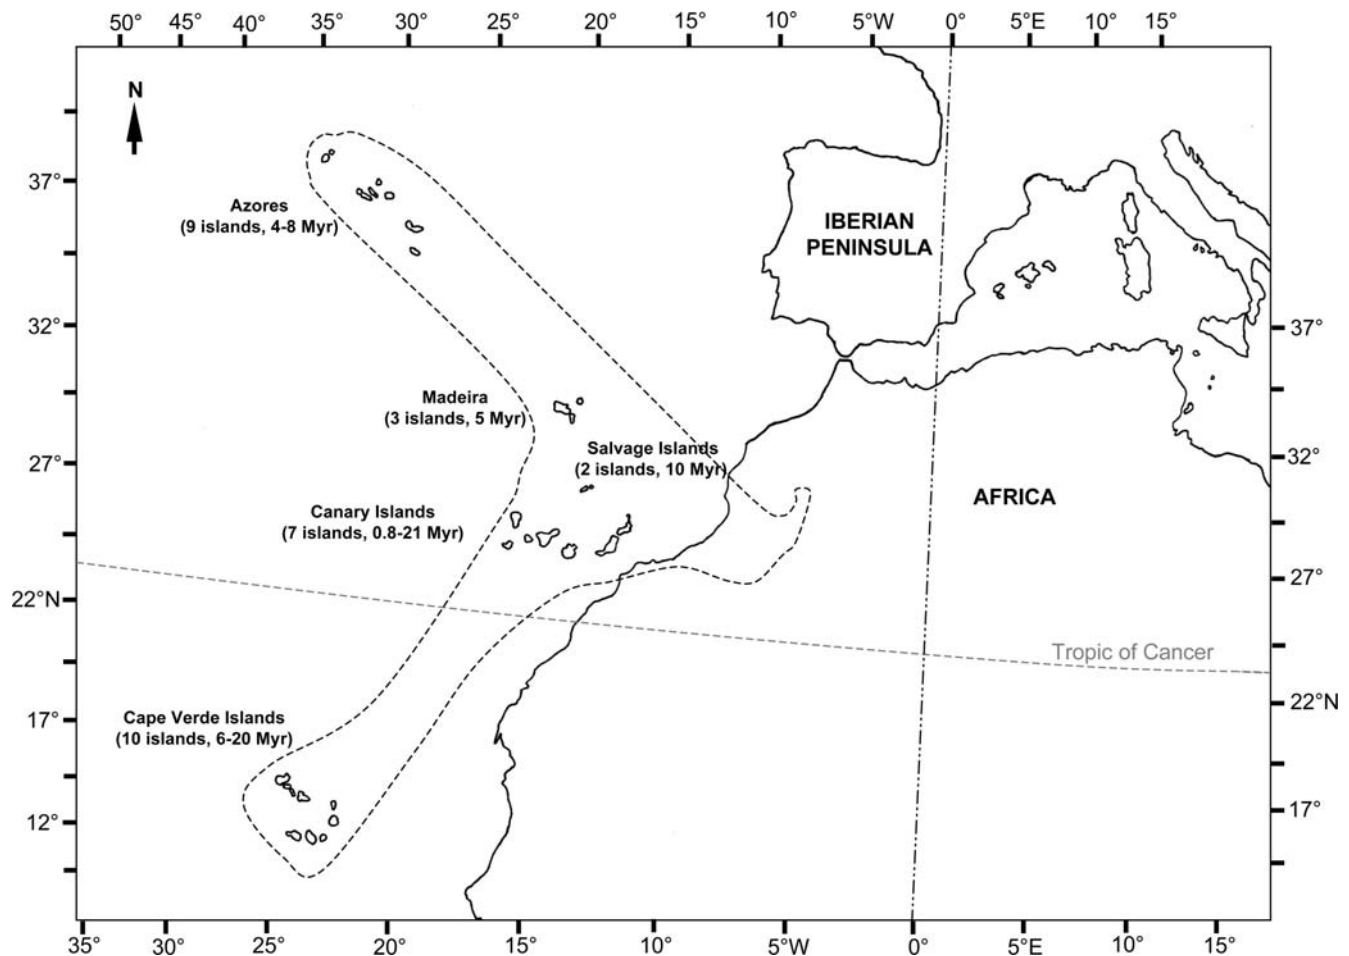 50° 45° 40° 35° 30° 25° 20° 15° 10° 5°W 0° 5°E 10° 15°
N
37°
Azores
(9 islands, 4-8 Myr)
IBERIAN
PENINSULA
32°
37°
Madeira
(3 islands, 5 Myr)
Salvage Islands
(2 islands, 10 Myr)
27°
32°
AFRICA
Canary Islands
(7 islands, 0.8-21 Myr)
27°
22°N
Tropic of Cancer
22°N
Cape Verde Islands
(10 islands, 6-20 Myr)
17°
17°
12°
35° 30° 25° 20° 15° 10° 5°W 0° 5°E 10° 15°